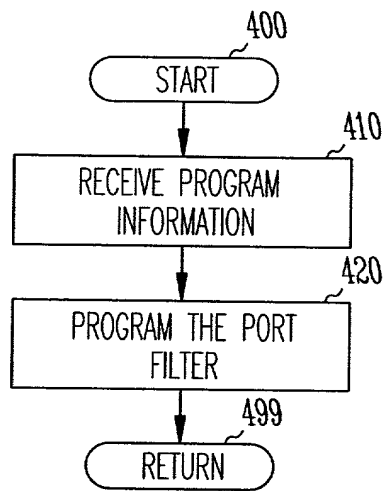 400
START
410
RECEIVE PROGRAM
INFORMATION
420
PROGRAM THE PORT
FILTER
499
RETURN